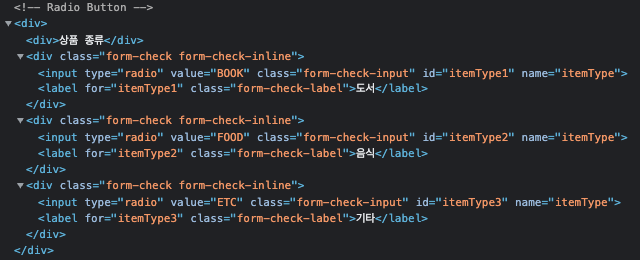 <!-- Radio Button -->
▼<div>
<div>상품 종류</div>
▼<div class="form-check form-check-inline">
<input type="radio" value="BOOK" class="form-check-input" id="itemType1" name="itemType">
<label for="itemType1" class="form-check-label">도서</label>
</div>
▼<div class="form-check form-check-inline">
<input type="radio" value="FOOD" class="form-check-input" id="itemType2" name="itemType">
<label for="itemType2" class="form-check-label">음식</label>
</div>
▼<div class="form-check form-check-inline">
<input type="radio" value="ETC" class="form-check-input" id="itemType3" name="itemType">
<label for="itemType3" class="form-check-label">기타</label>
</div>
</div>